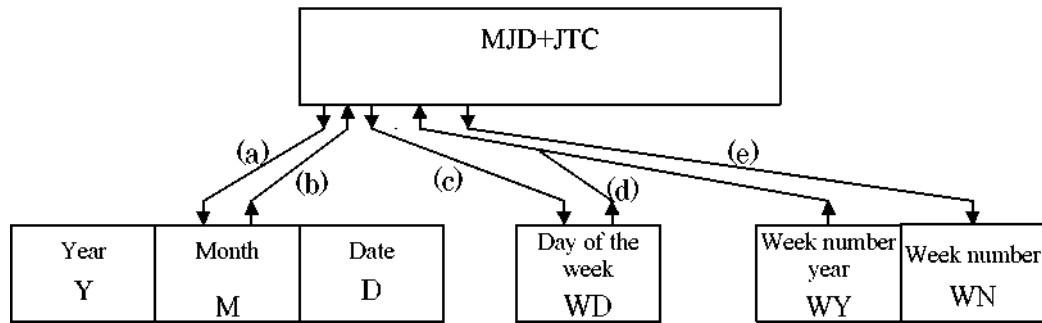 MJD+JTC
(a)
(b)
(c)
(d)
(e)
Year
Y
Month
M
Date
D
Day of the
week
WD
Week number
year
WY
Week number
WN